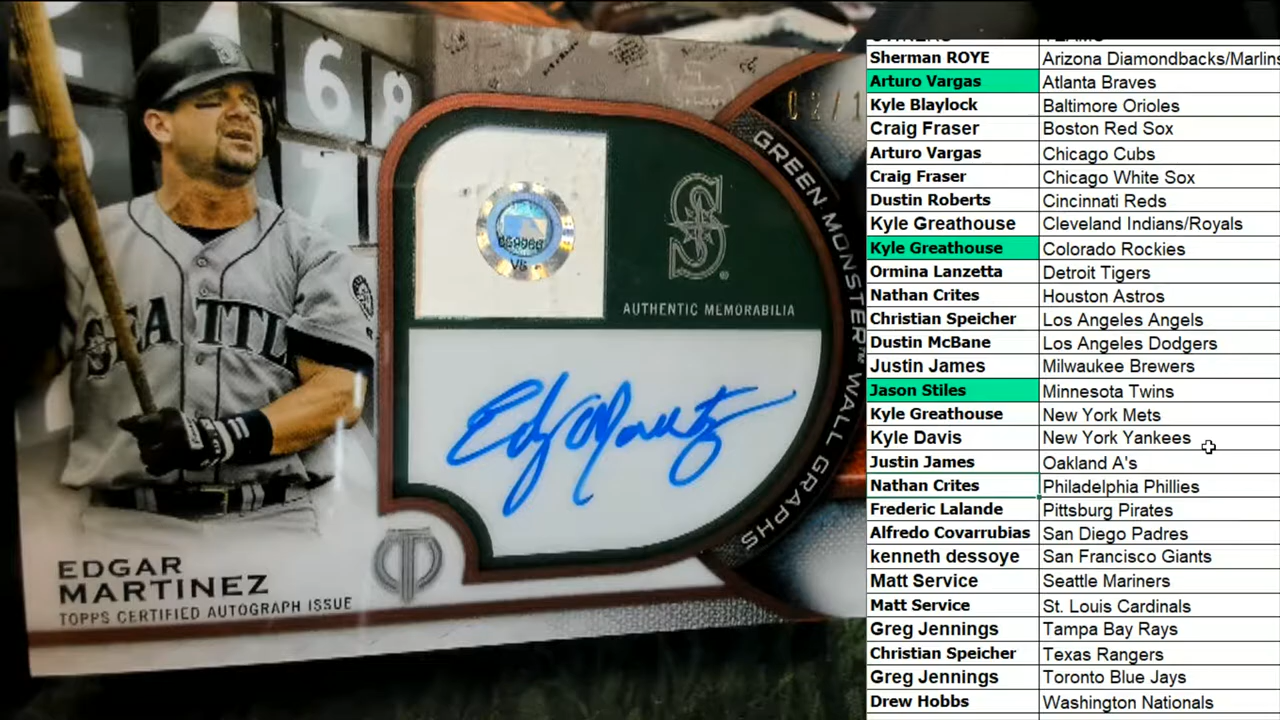 SEATTL
EDGAR
MARTINEZ
TOPPS CERTIFIED AUTOGRAPH ISSUE
S
AUTHENTIC MEMORABILIA
GREEN MONSTER™ WALL GRAPHS
Edgar Martinez
OWNERS TEAMS
Sherman ROYE Arizona Diamondbacks/Marlins
Arturo Vargas Atlanta Braves
Kyle Blaylock Baltimore Orioles
Craig Fraser Boston Red Sox
Arturo Vargas Chicago Cubs
Craig Fraser Chicago White Sox
Dustin Roberts Cincinnati Reds
Kyle Greathouse Cleveland Indians/Royals
Kyle Greathouse Colorado Rockies
Ormina Lanzetta Detroit Tigers
Nathan Crites Houston Astros
Christian Speicher Los Angeles Angels
Dustin McBane Los Angeles Dodgers
Justin James Milwaukee Brewers
Jason Stiles Minnesota Twins
Kyle Greathouse New York Mets
Kyle Davis New York Yankees
Justin James Oakland A's
Nathan Crites Philadelphia Phillies
Frederic Lalande Pittsburg Pirates
Alfredo Covarrubias San Diego Padres
kenneth dessoye San Francisco Giants
Matt Service Seattle Mariners
Matt Service St. Louis Cardinals
Greg Jennings Tampa Bay Rays
Christian Speicher Texas Rangers
Greg Jennings Toronto Blue Jays
Drew Hobbs Washington Nationals